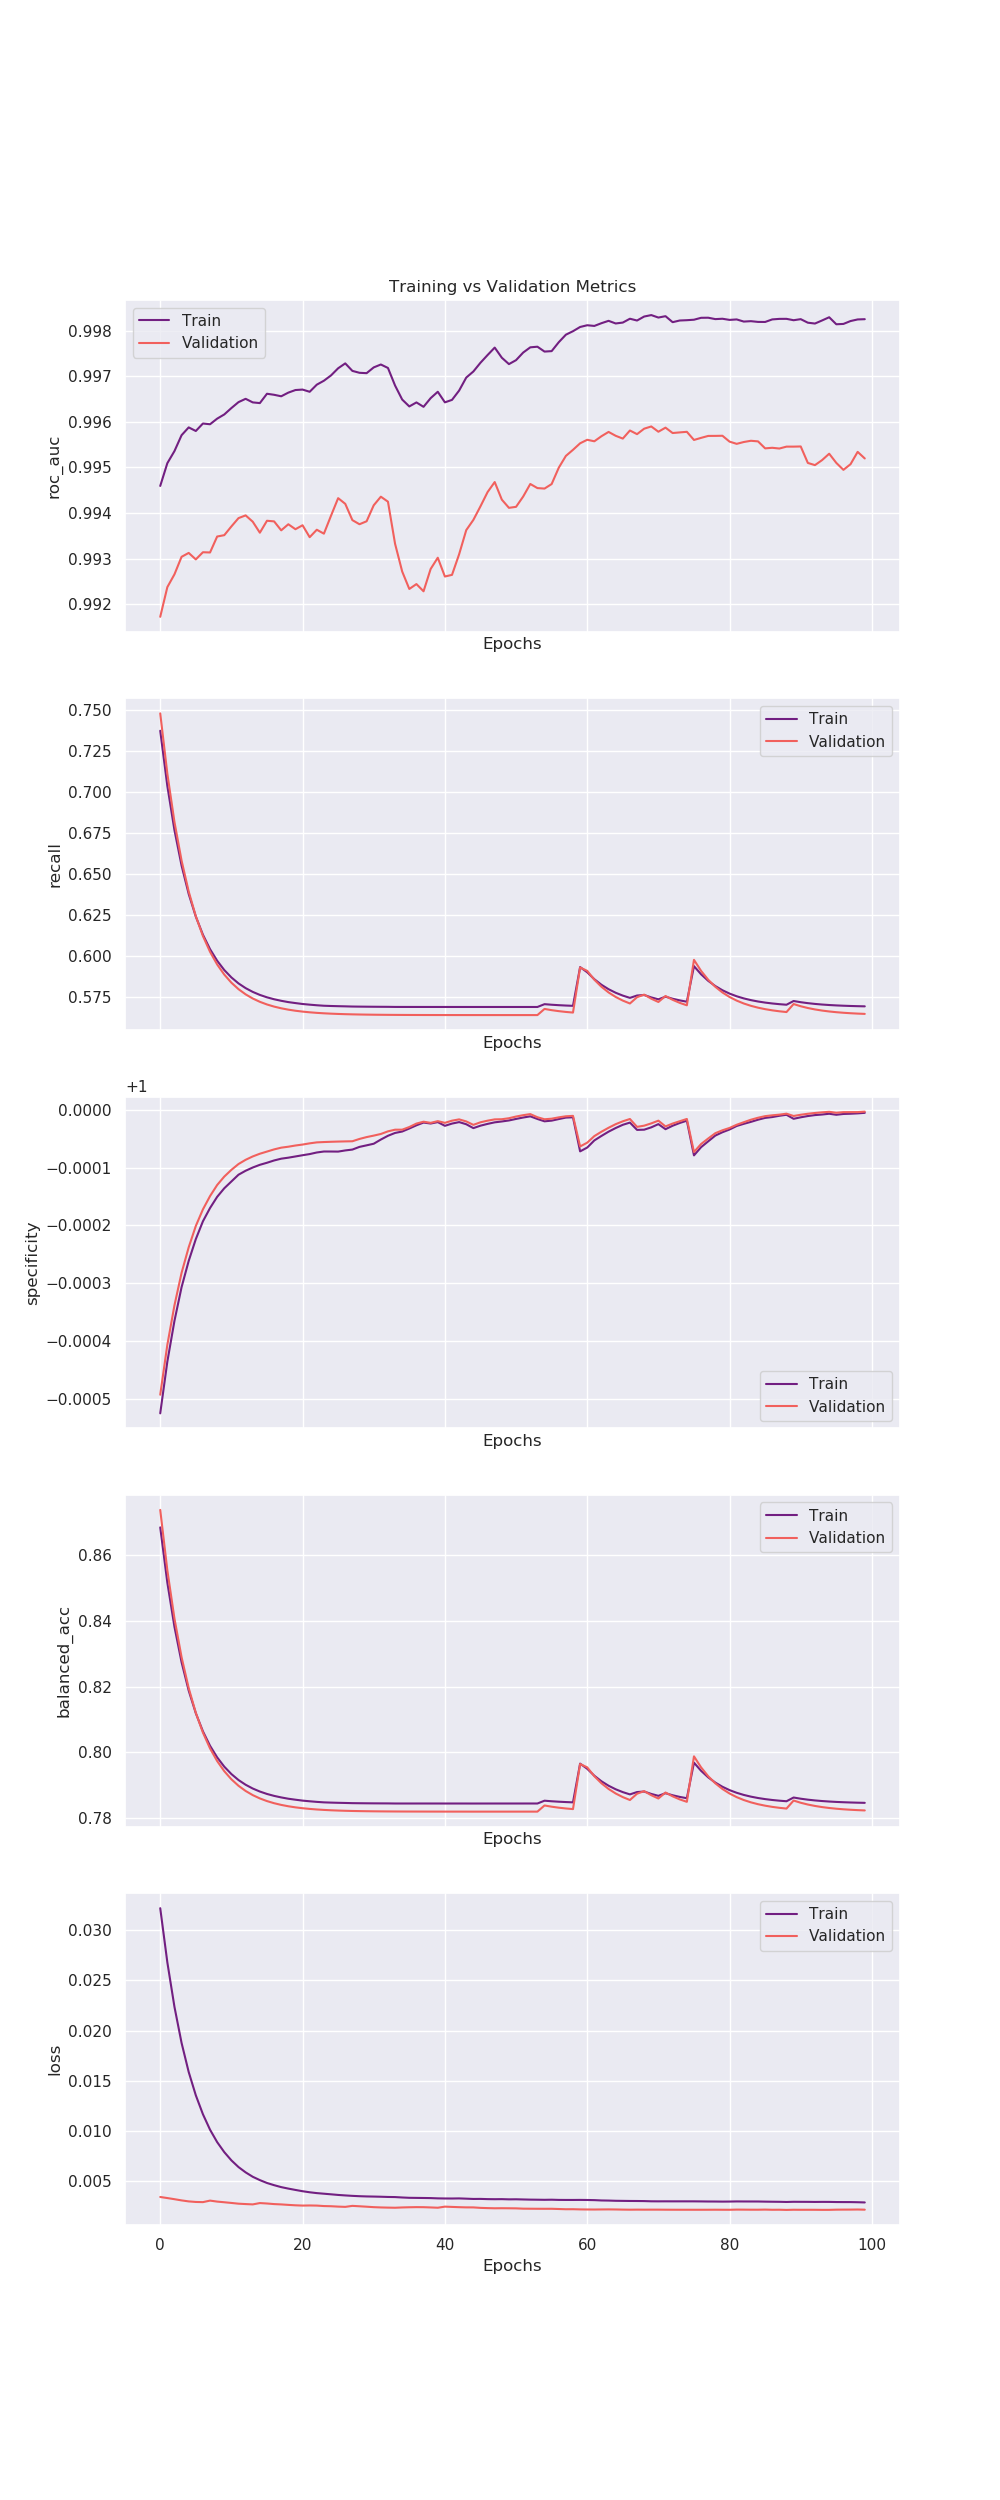 Training vs Validation Metrics
Train
Validation
0.998
0.997
0.996
0.995
0.994
0.993
0.992
roc_auc
Epochs
Train
Validation
0.750
0.725
0.700
0.675
0.650
0.625
0.600
0.575
recall
Epochs
+1
0.0000
−0.0001
−0.0002
−0.0003
−0.0004
−0.0005
specificity
Train
Validation
Epochs
Train
Validation
0.86
0.84
0.82
0.80
0.78
balanced_acc
Epochs
Train
Validation
0.030
0.025
0.020
0.015
0.010
0.005
loss
0 20 40 60 80 100
Epochs